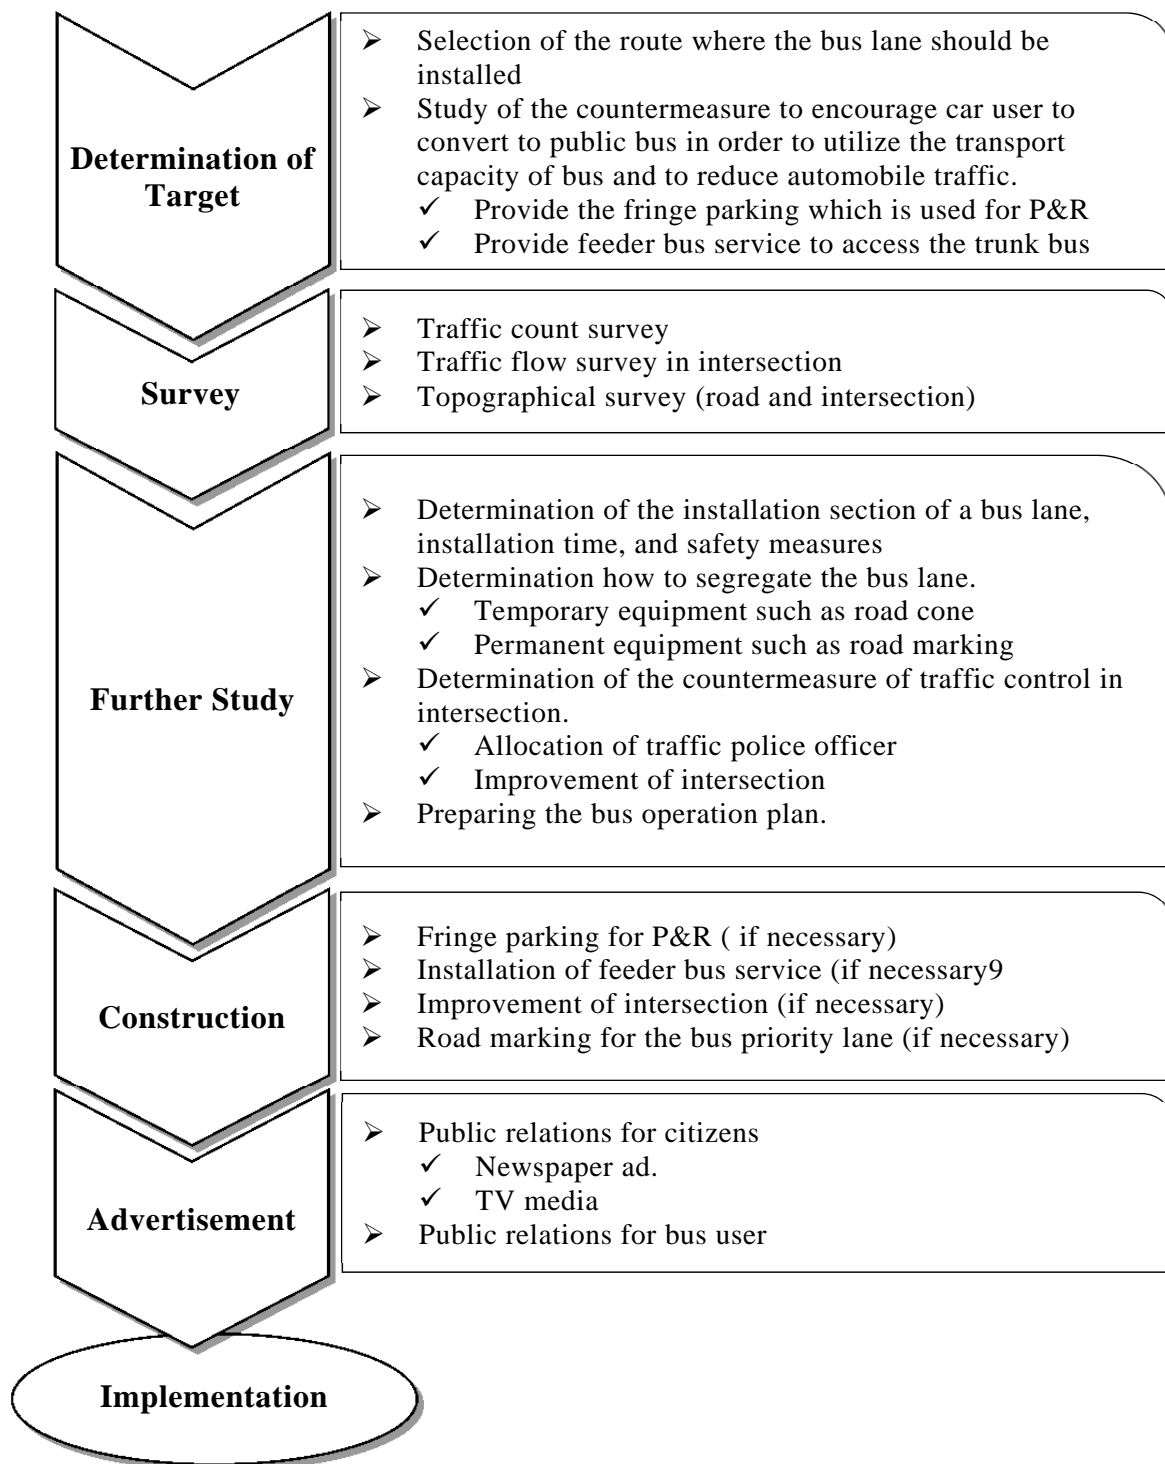 Determination of
Target
➢ Selection of the route where the bus lane should be
installed
➢ Study of the countermeasure to encourage car user to
convert to public bus in order to utilize the transport
capacity of bus and to reduce automobile traffic.
✓ Provide the fringe parking which is used for P&R
✓ Provide feeder bus service to access the trunk bus
Survey
➢ Traffic count survey
➢ Traffic flow survey in intersection
➢ Topographical survey (road and intersection)
Further Study
➢ Determination of the installation section of a bus lane,
installation time, and safety measures
➢ Determination how to segregate the bus lane.
✓ Temporary equipment such as road cone
✓ Permanent equipment such as road marking
➢ Determination of the countermeasure of traffic control in
intersection.
✓ Allocation of traffic police officer
✓ Improvement of intersection
➢ Preparing the bus operation plan.
Construction
➢ Fringe parking for P&R ( if necessary)
➢ Installation of feeder bus service (if necessary9
➢ Improvement of intersection (if necessary)
➢ Road marking for the bus priority lane (if necessary)
Advertisement
➢ Public relations for citizens
✓ Newspaper ad.
✓ TV media
➢ Public relations for bus user
Implementation